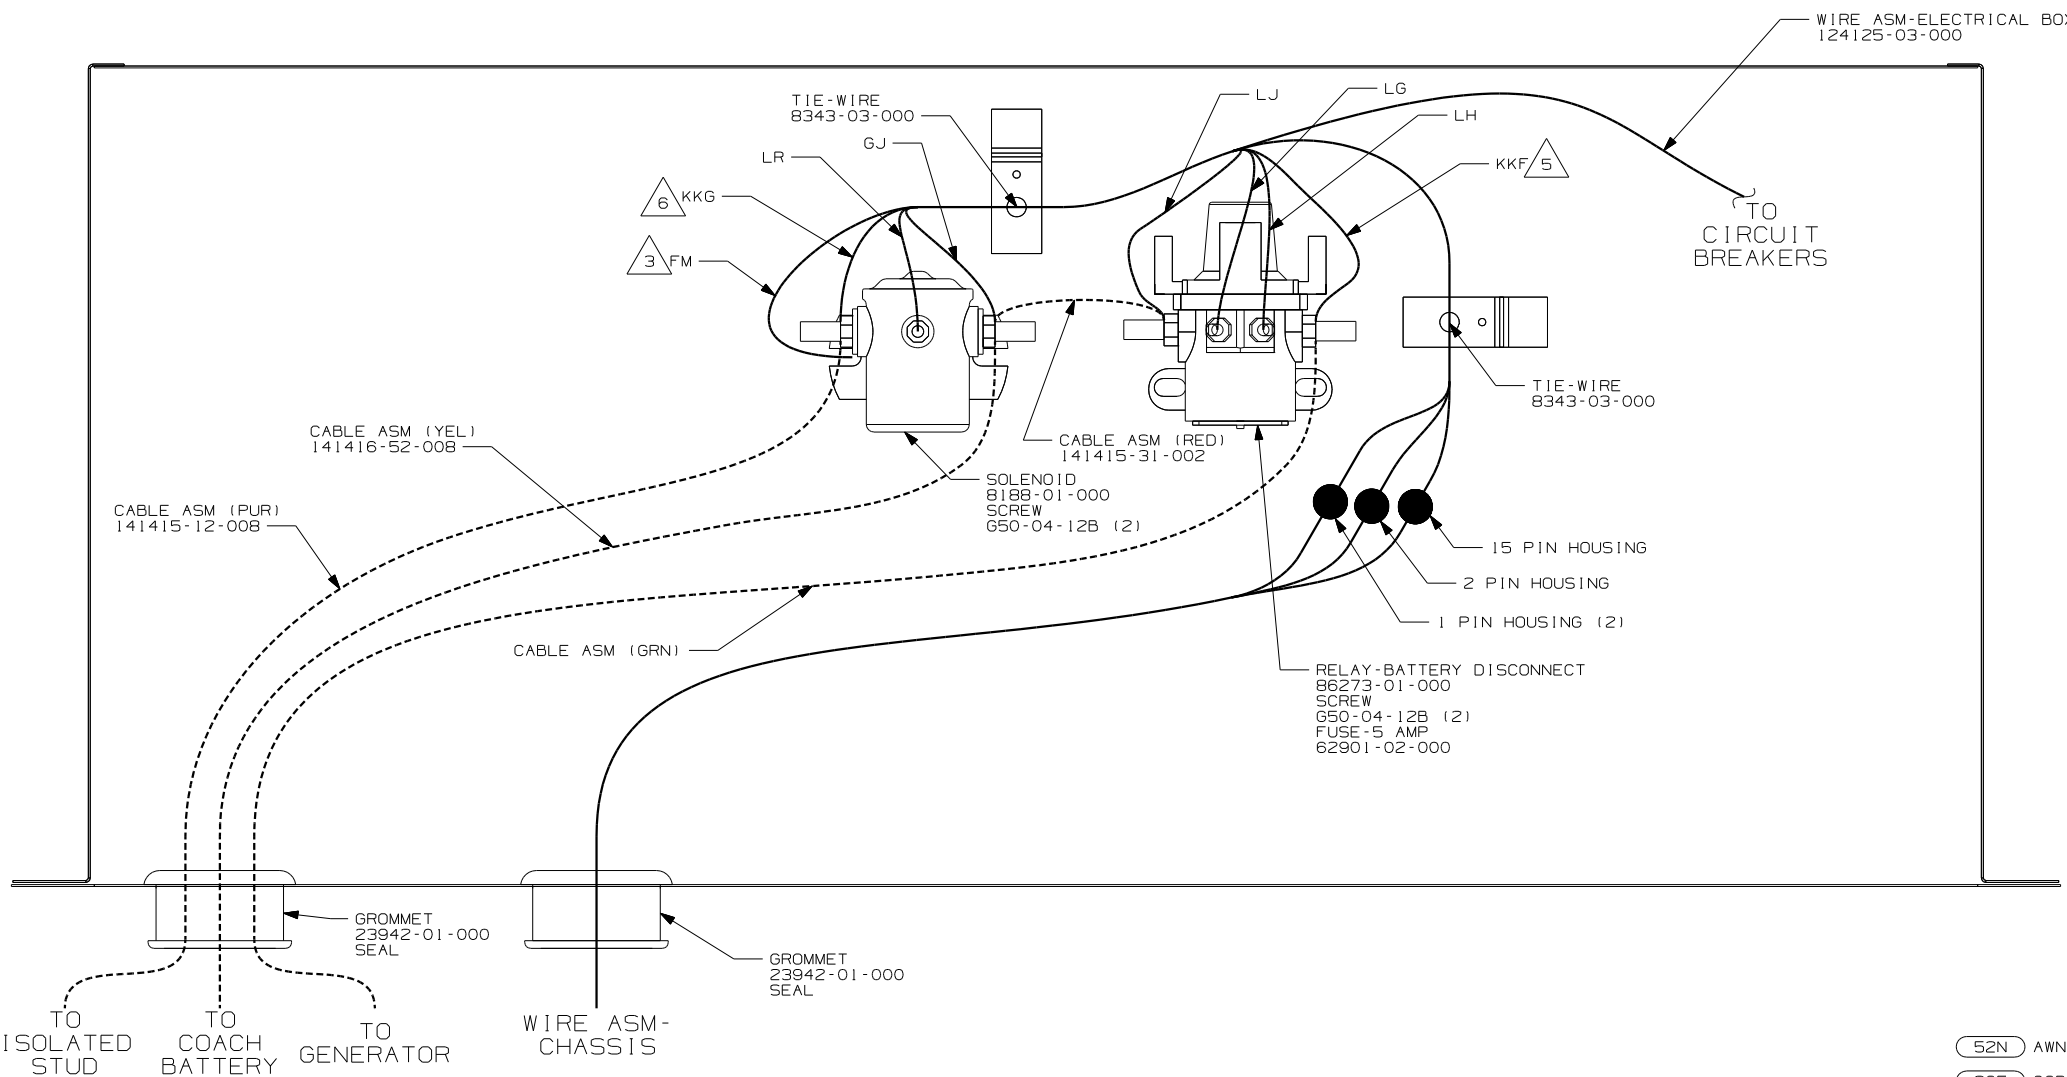 WIRE ASM-ELECTRICAL BOX
124125-03-000
TIE-WIRE
8343-03-000
GJ
LR
6 KKG
3 FM
LJ
LG
LH
KKF 5
TO
CIRCUIT
BREAKERS
TIE-WIRE
8343-03-000
CABLE ASM (YEL)
141416-52-008
CABLE ASM (RED)
141415-31-002
SOLENOID
8188-01-000
SCREW
G50-04-12B (2)
CABLE ASM (PUR)
141415-12-008
15 PIN HOUSING
2 PIN HOUSING
1 PIN HOUSING (2)
CABLE ASM (GRN)
RELAY-BATTERY DISCONNECT
86273-01-000
SCREW
G50-04-12B (2)
FUSE-5 AMP
62901-02-000
GROMMET
23942-01-000
SEAL
GROMMET
23942-01-000
SEAL
TO
ISOLATED
STUD
TO
COACH
BATTERY
TO
GENERATOR
WIRE ASM-
CHASSIS
52N AWN